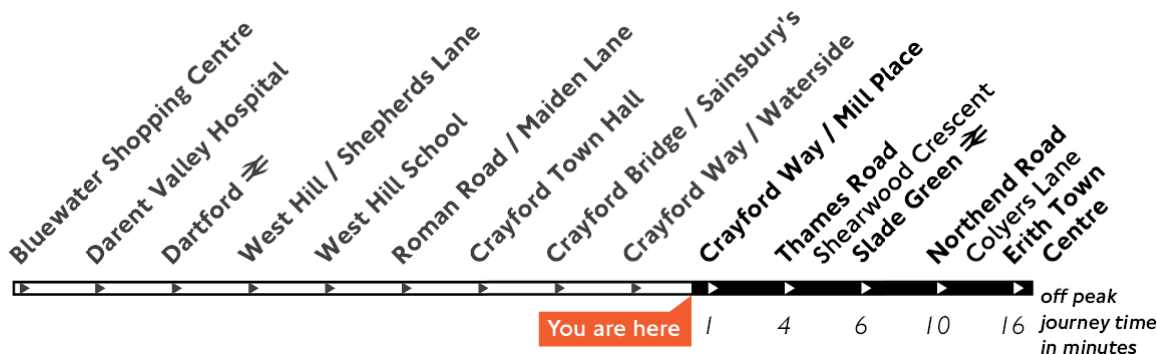 Bluewater Shopping Centre
Darent Valley Hospital
Dartford
West Hill / Shepherds Lane
West Hill School
Roman Road / Maiden Lane
Crayford Town Hall
Crayford Bridge / Sainsbury's
Crayford Way / Waterside
Crayford Way / Mill Place
Thames Road
Shearwood Crescent
Slade Green
Northend Road
Colyers Lane
Erith Town
Centre
You are here
1 4 6 10 16
off peak
journey time
in minutes